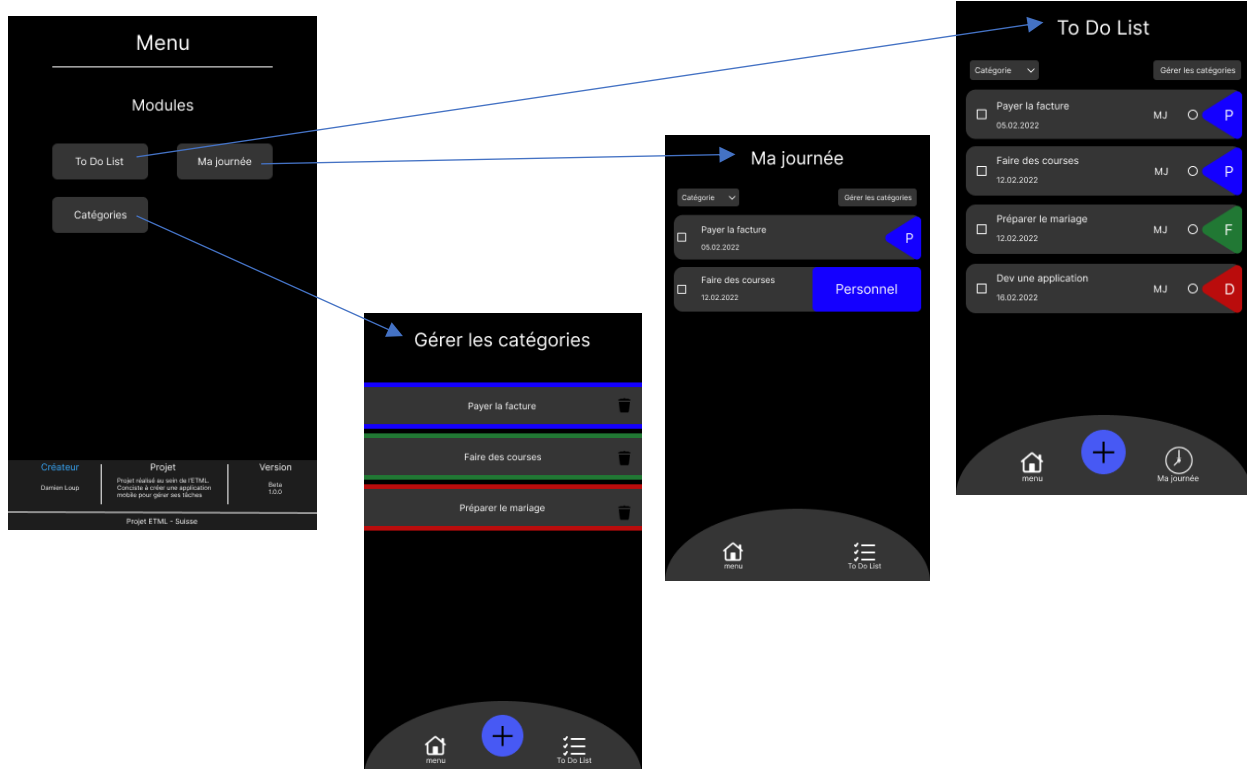 Menu
Modules
To Do List
Ma journée
Catégories
Créateur
Damien Loup
Projet
Projet réalisé au sein de l'ETML.
Conciste à créer une application
mobile pour gérer ses tâches
Version
Beta
1.0.0
Projet ETML - Suisse
Gérer les catégories
Payer la facture
Faire des courses
Préparer le mariage
menu
To Do List
Ma journée
Catégorie
Gérer les catégories
Payer la facture
05.02.2022
P
Faire des courses
12.02.2022
Personnel
menu
To Do List
To Do List
Catégorie
Gérer les catégories
Payer la facture
05.02.2022
MJ
P
Faire des courses
12.02.2022
MJ
P
Préparer le mariage
12.02.2022
MJ
F
Dev une application
16.02.2022
MJ
D
menu
Ma journée